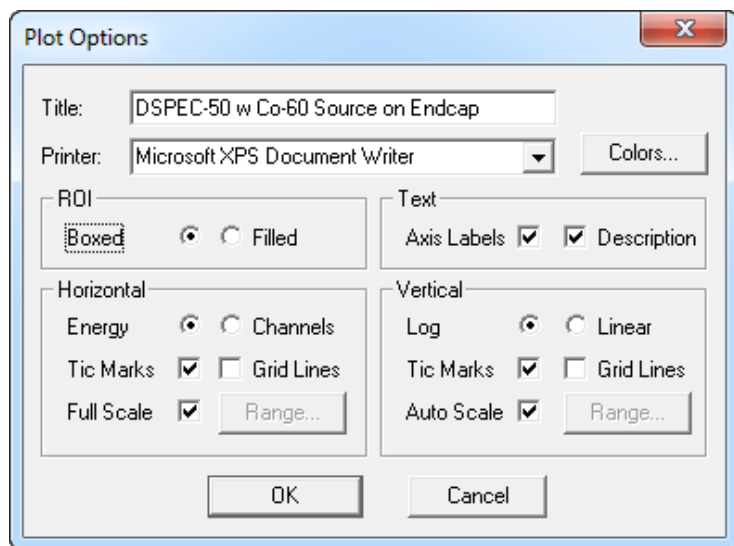 Plot Options
X
Title: DSPEC-50 w Co-60 Source on Endcap
Printer: Microsoft XPS Document Writer Colors...
ROI Text
Boxed Filled Axis Labels Description
Horizontal Vertical
Energy Channels Log Linear
Tic Marks Grid Lines Tic Marks Grid Lines
Full Scale Range... Auto Scale Range...
OK Cancel